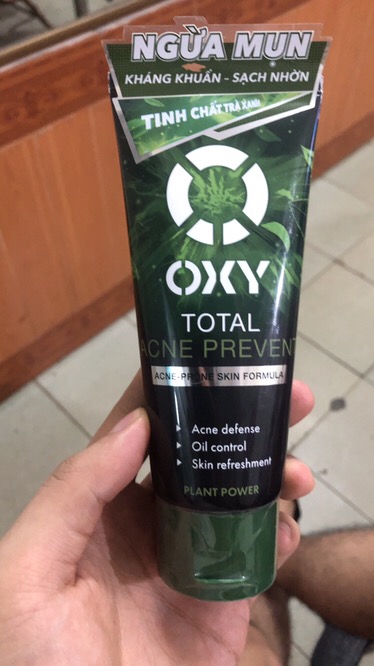 NGỪA MỤN
KHÁNG KHUẨN - SẠCH NHỜN
TINH CHẤT TRÀ XANH
OXY
TOTAL
ACNE PREVENT
ACNE-PRONE SKIN FORMULA
Acne defense
Oil control
Skin refreshment
PLANT POWER